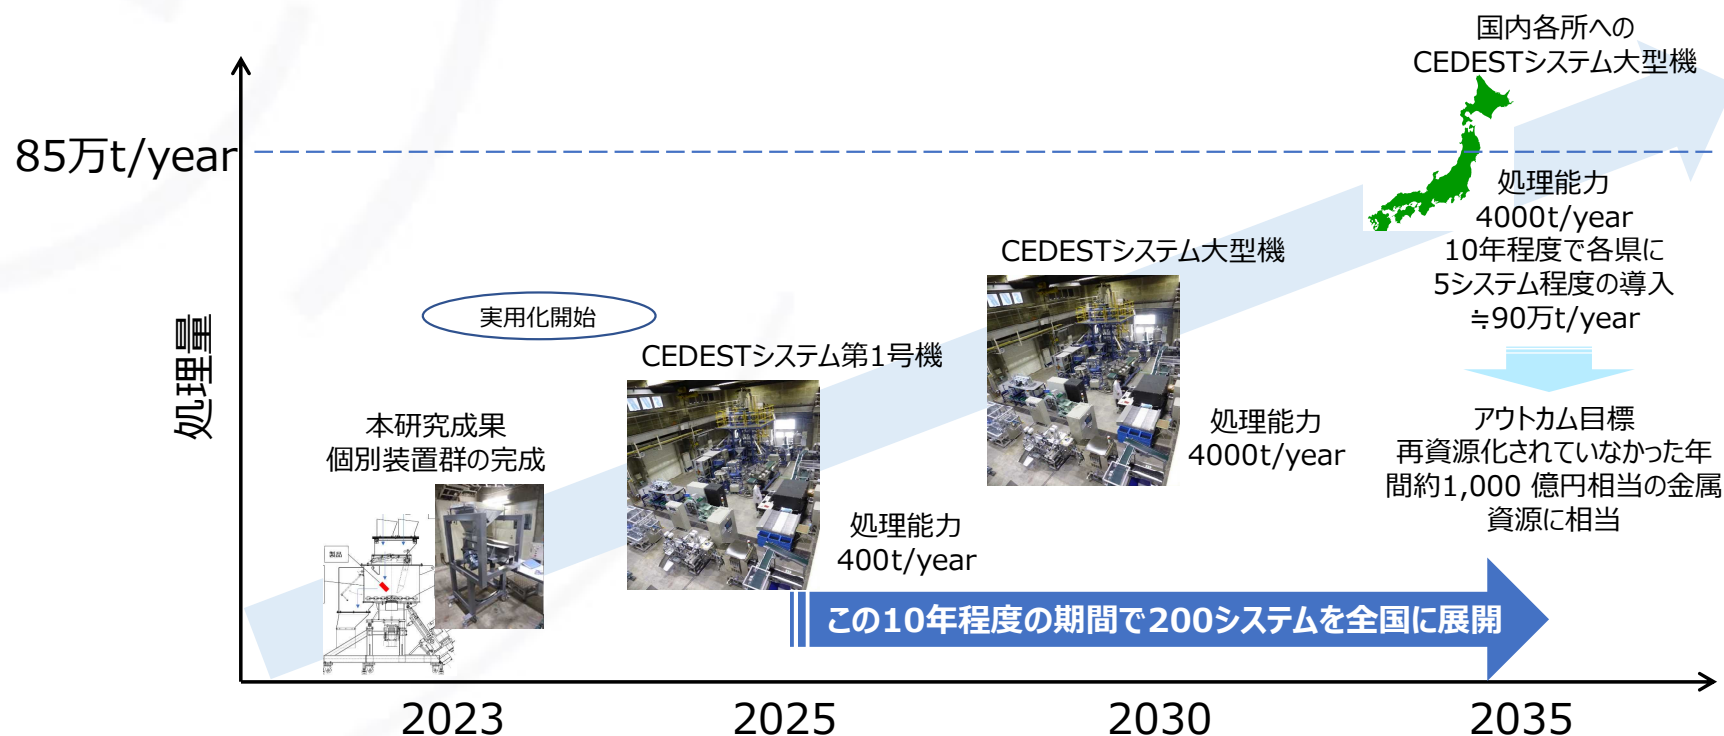 国内各所への
CEDESTシステム大型機
85万t/year
処理能力
4000t/year
10年程度で各県に
5システム程度の導入
≒90万t/year
CEDESTシステム大型機
実用化開始
CEDESTシステム第1号機
処理量
本研究成果
個別装置群の完成
製品
処理能力
400t/year
処理能力
4000t/year
アウトカム目標
再資源化されていなかった年
間約1,000 億円相当の金属
資源に相当
この10年程度の期間で200システムを全国に展開
2023
2025
2030
2035